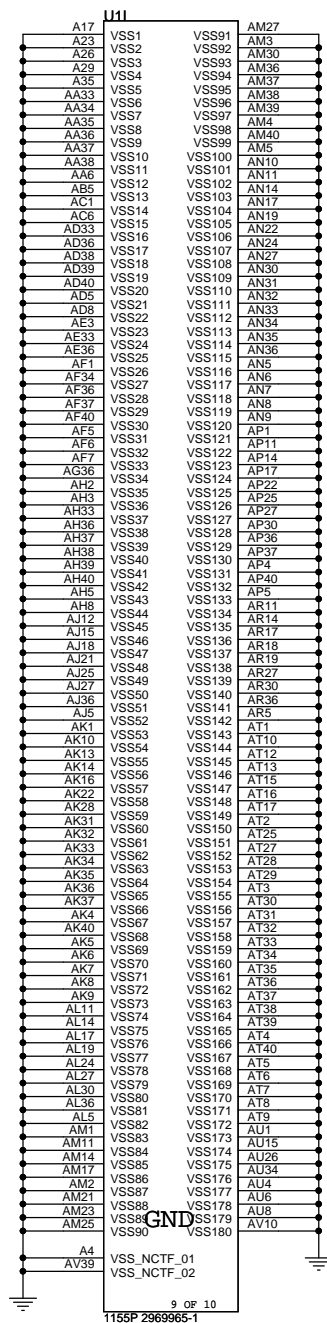 U1I
A17 VSS1 VSS91 AM27
A23 VSS2 VSS92 AM3
A26 VSS3 VSS93 AM30
A29 VSS4 VSS94 AM36
A35 VSS5 VSS95 AM37
AA33 VSS6 VSS96 AM38
AA34 VSS7 VSS97 AM39
AA35 VSS8 VSS98 AM4
AA36 VSS9 VSS99 AM40
AA37 VSS10 VSS100 AM5
AA38 VSS11 VSS101 AN10
AA6 VSS12 VSS102 AN11
AB5 VSS13 VSS103 AN14
AC1 VSS14 VSS104 AN17
AC6 VSS15 VSS105 AN19
AD33 VSS16 VSS106 AN22
AD36 VSS17 VSS107 AN24
AD38 VSS18 VSS108 AN27
AD39 VSS19 VSS109 AN30
AD40 VSS20 VSS110 AN31
AD5 VSS21 VSS111 AN32
AD8 VSS22 VSS112 AN33
AE3 VSS23 VSS113 AN34
AE33 VSS24 VSS114 AN35
AE36 VSS25 VSS115 AN36
AF1 VSS26 VSS116 AN5
AF34 VSS27 VSS117 AN6
AF36 VSS28 VSS118 AN7
AF37 VSS29 VSS119 AN8
AF40 VSS30 VSS120 AN9
AF5 VSS31 VSS121 AP1
AF6 VSS32 VSS122 AP11
AF7 VSS33 VSS123 AP14
AG36 VSS34 VSS124 AP17
AH2 VSS35 VSS125 AP22
AH3 VSS36 VSS126 AP25
AH33 VSS37 VSS127 AP27
AH36 VSS38 VSS128 AP30
AH37 VSS39 VSS129 AP36
AH38 VSS40 VSS130 AP37
AH39 VSS41 VSS131 AP4
AH40 VSS42 VSS132 AP40
AH5 VSS43 VSS133 AP5
AH8 VSS44 VSS134 AR11
AJ12 VSS45 VSS135 AR14
AJ15 VSS46 VSS136 AR17
AJ18 VSS47 VSS137 AR18
AJ21 VSS48 VSS138 AR19
AJ25 VSS49 VSS139 AR27
AJ27 VSS50 VSS140 AR30
AJ36 VSS51 VSS141 AR36
AJ5 VSS52 VSS142 AR5
AK1 VSS53 VSS143 AT1
AK10 VSS54 VSS144 AT10
AK13 VSS55 VSS145 AT12
AK14 VSS56 VSS146 AT13
AK16 VSS57 VSS147 AT15
AK22 VSS58 VSS148 AT16
AK28 VSS59 VSS149 AT17
AK31 VSS60 VSS150 AT2
AK32 VSS61 VSS151 AT25
AK33 VSS62 VSS152 AT27
AK34 VSS63 VSS153 AT28
AK35 VSS64 VSS154 AT29
AK36 VSS65 VSS155 AT3
AK37 VSS66 VSS156 AT30
AK4 VSS67 VSS157 AT31
AK40 VSS68 VSS158 AT32
AK5 VSS69 VSS159 AT33
AK6 VSS70 VSS160 AT34
AK7 VSS71 VSS161 AT35
AK8 VSS72 VSS162 AT36
AK9 VSS73 VSS163 AT37
AL11 VSS74 VSS164 AT38
AL14 VSS75 VSS165 AT39
AL17 VSS76 VSS166 AT4
AL19 VSS77 VSS167 AT40
AL24 VSS78 VSS168 AT5
AL27 VSS79 VSS169 AT6
AL30 VSS80 VSS170 AT7
AL36 VSS81 VSS171 AT8
AL5 VSS82 VSS172 AT9
AM1 VSS83 VSS173 AU1
AM11 VSS84 VSS174 AU15
AM14 VSS85 VSS175 AU26
AM17 VSS86 VSS176 AU34
AM2 VSS87 VSS177 AU4
AM21 VSS88 VSS178 AU6
AM23 VSS89 GND VSS179 AU8
AM25 VSS90 VSS180 AV10
A4 VSS_NCTF_01
AV39 VSS_NCTF_02
9 OF 10
1155P 2969965-1